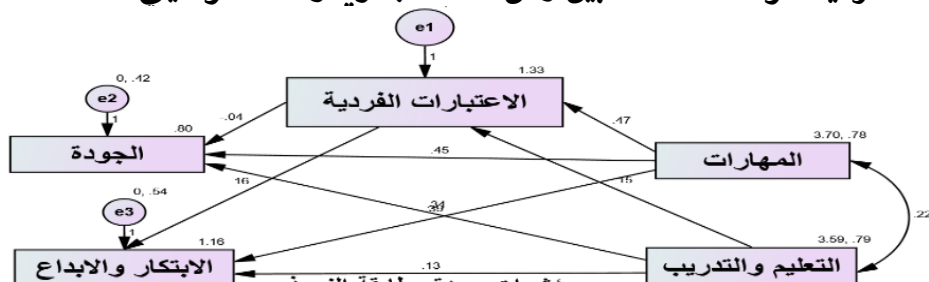 e1
1
1.33
0, .42
الاعتبارات الفردية
e2
1
-.04
.47
.80
3.70, .78
الجودة
.45
المهارات
0, .54
.16
.15
e3
.22
1
1.16
3.59, .79
الابتكار والابداع
.13
التعليم والتدريب